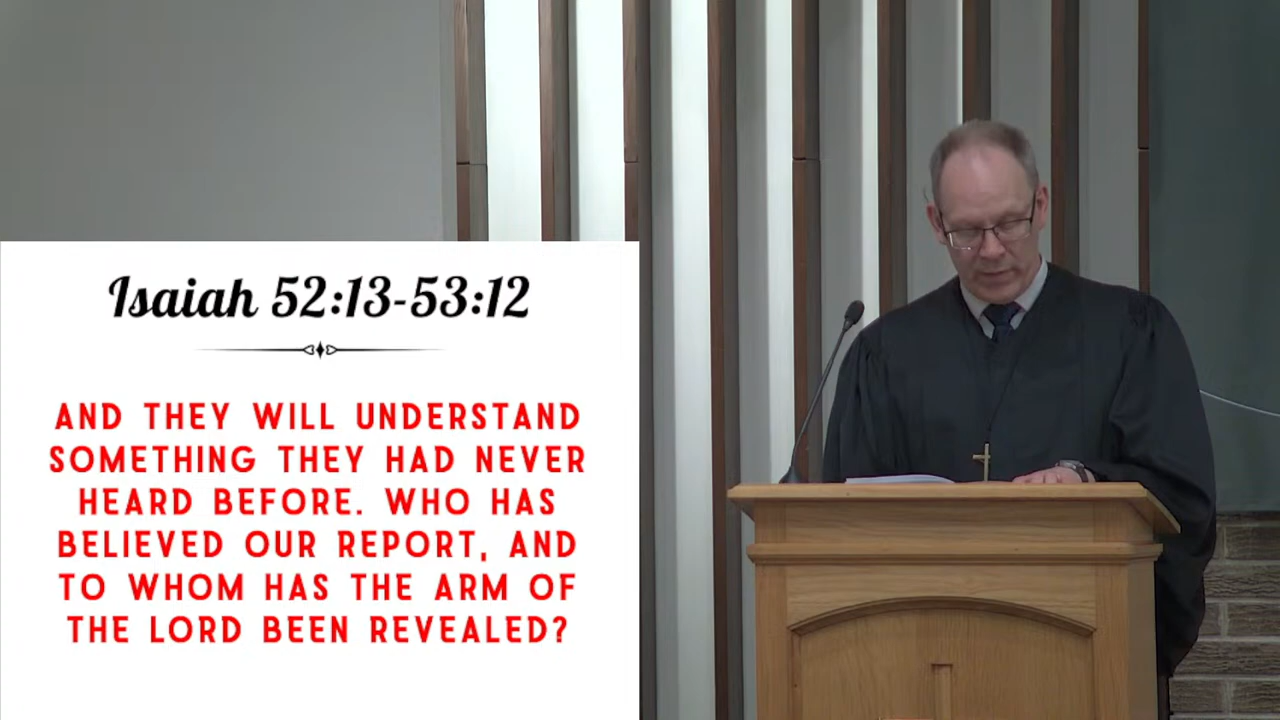 Isaiah 52:13-53:12
AND THEY WILL UNDERSTAND
SOMETHING THEY HAD NEVER
HEARD BEFORE. WHO HAS
BELIEVED OUR REPORT, AND
TO WHOM HAS THE ARM OF
THE LORD BEEN REVEALED?